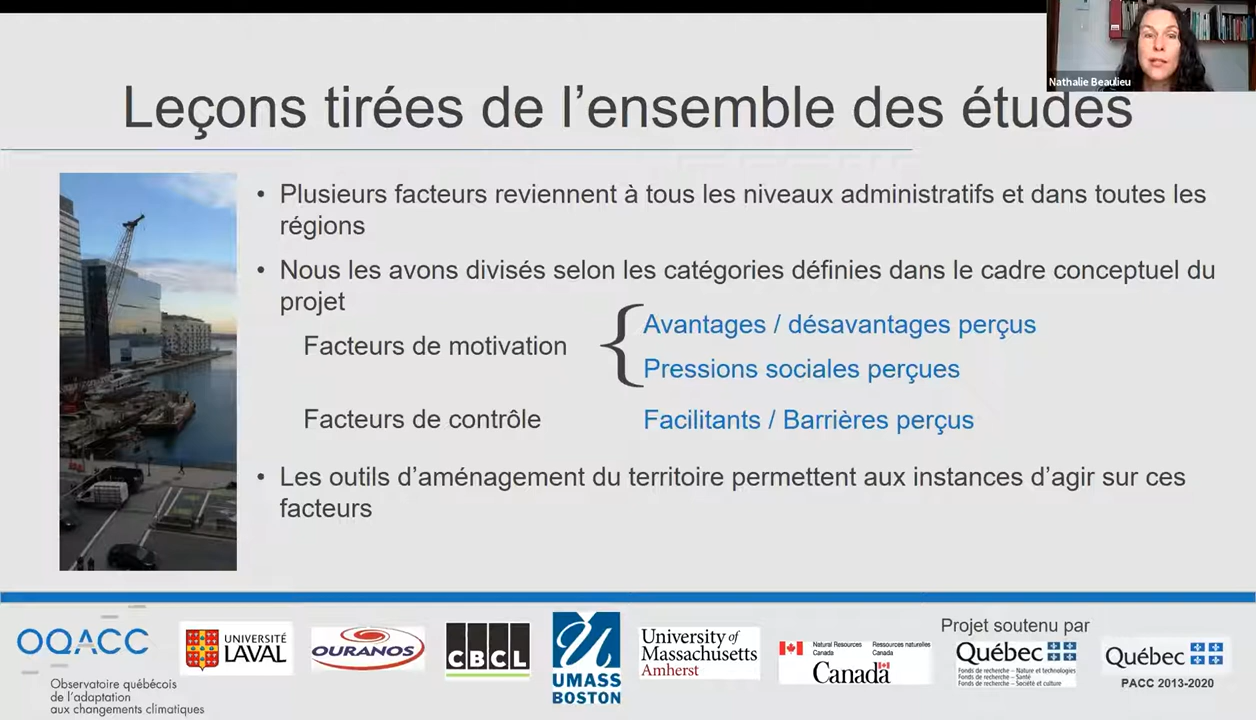 Nathalie Beaulieu
Leçons tirées de l'ensemble des études
• Plusieurs facteurs reviennent à tous les niveaux administratifs et dans toutes les
régions
• Nous les avons divisés selon les catégories définies dans le cadre conceptuel du
projet
Facteurs de motivation
Avantages / désavantages perçus
Pressions sociales perçues
Facteurs de contrôle
Facilitants / Barrières perçus
• Les outils d'aménagement du territoire permettent aux instances d'agir sur ces
facteurs
OQACC
Observatoire québécois
de l'adaptation
aux changements climatiques
UNIVERSITÉ
LAVAL
OURANOS
CBCL
UMASS
BOSTON
University of
Massachusetts
Amherst
Natural Resources
Canada
Ressources naturelles
Canada
Canada
Projet soutenu par
Québec
Fonds de recherche – Nature et technologies
Fonds de recherche – Santé
Fonds de recherche – Société et culture
Québec
PACC 2013-2020